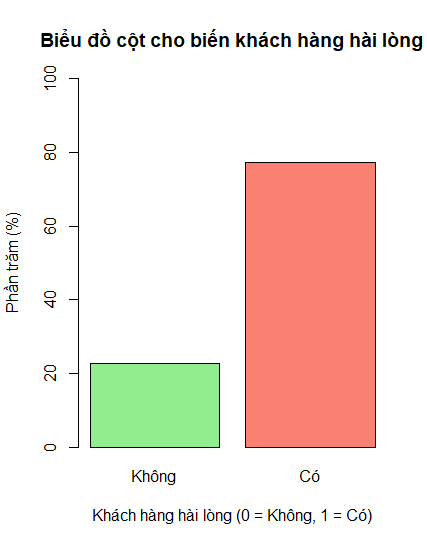 Biểu đồ cột cho biến khách hàng hài lòng
Phần trăm (%)
100
80
60
40
20
0
Không Có
Khách hàng hài lòng (0 = Không, 1 = Có)